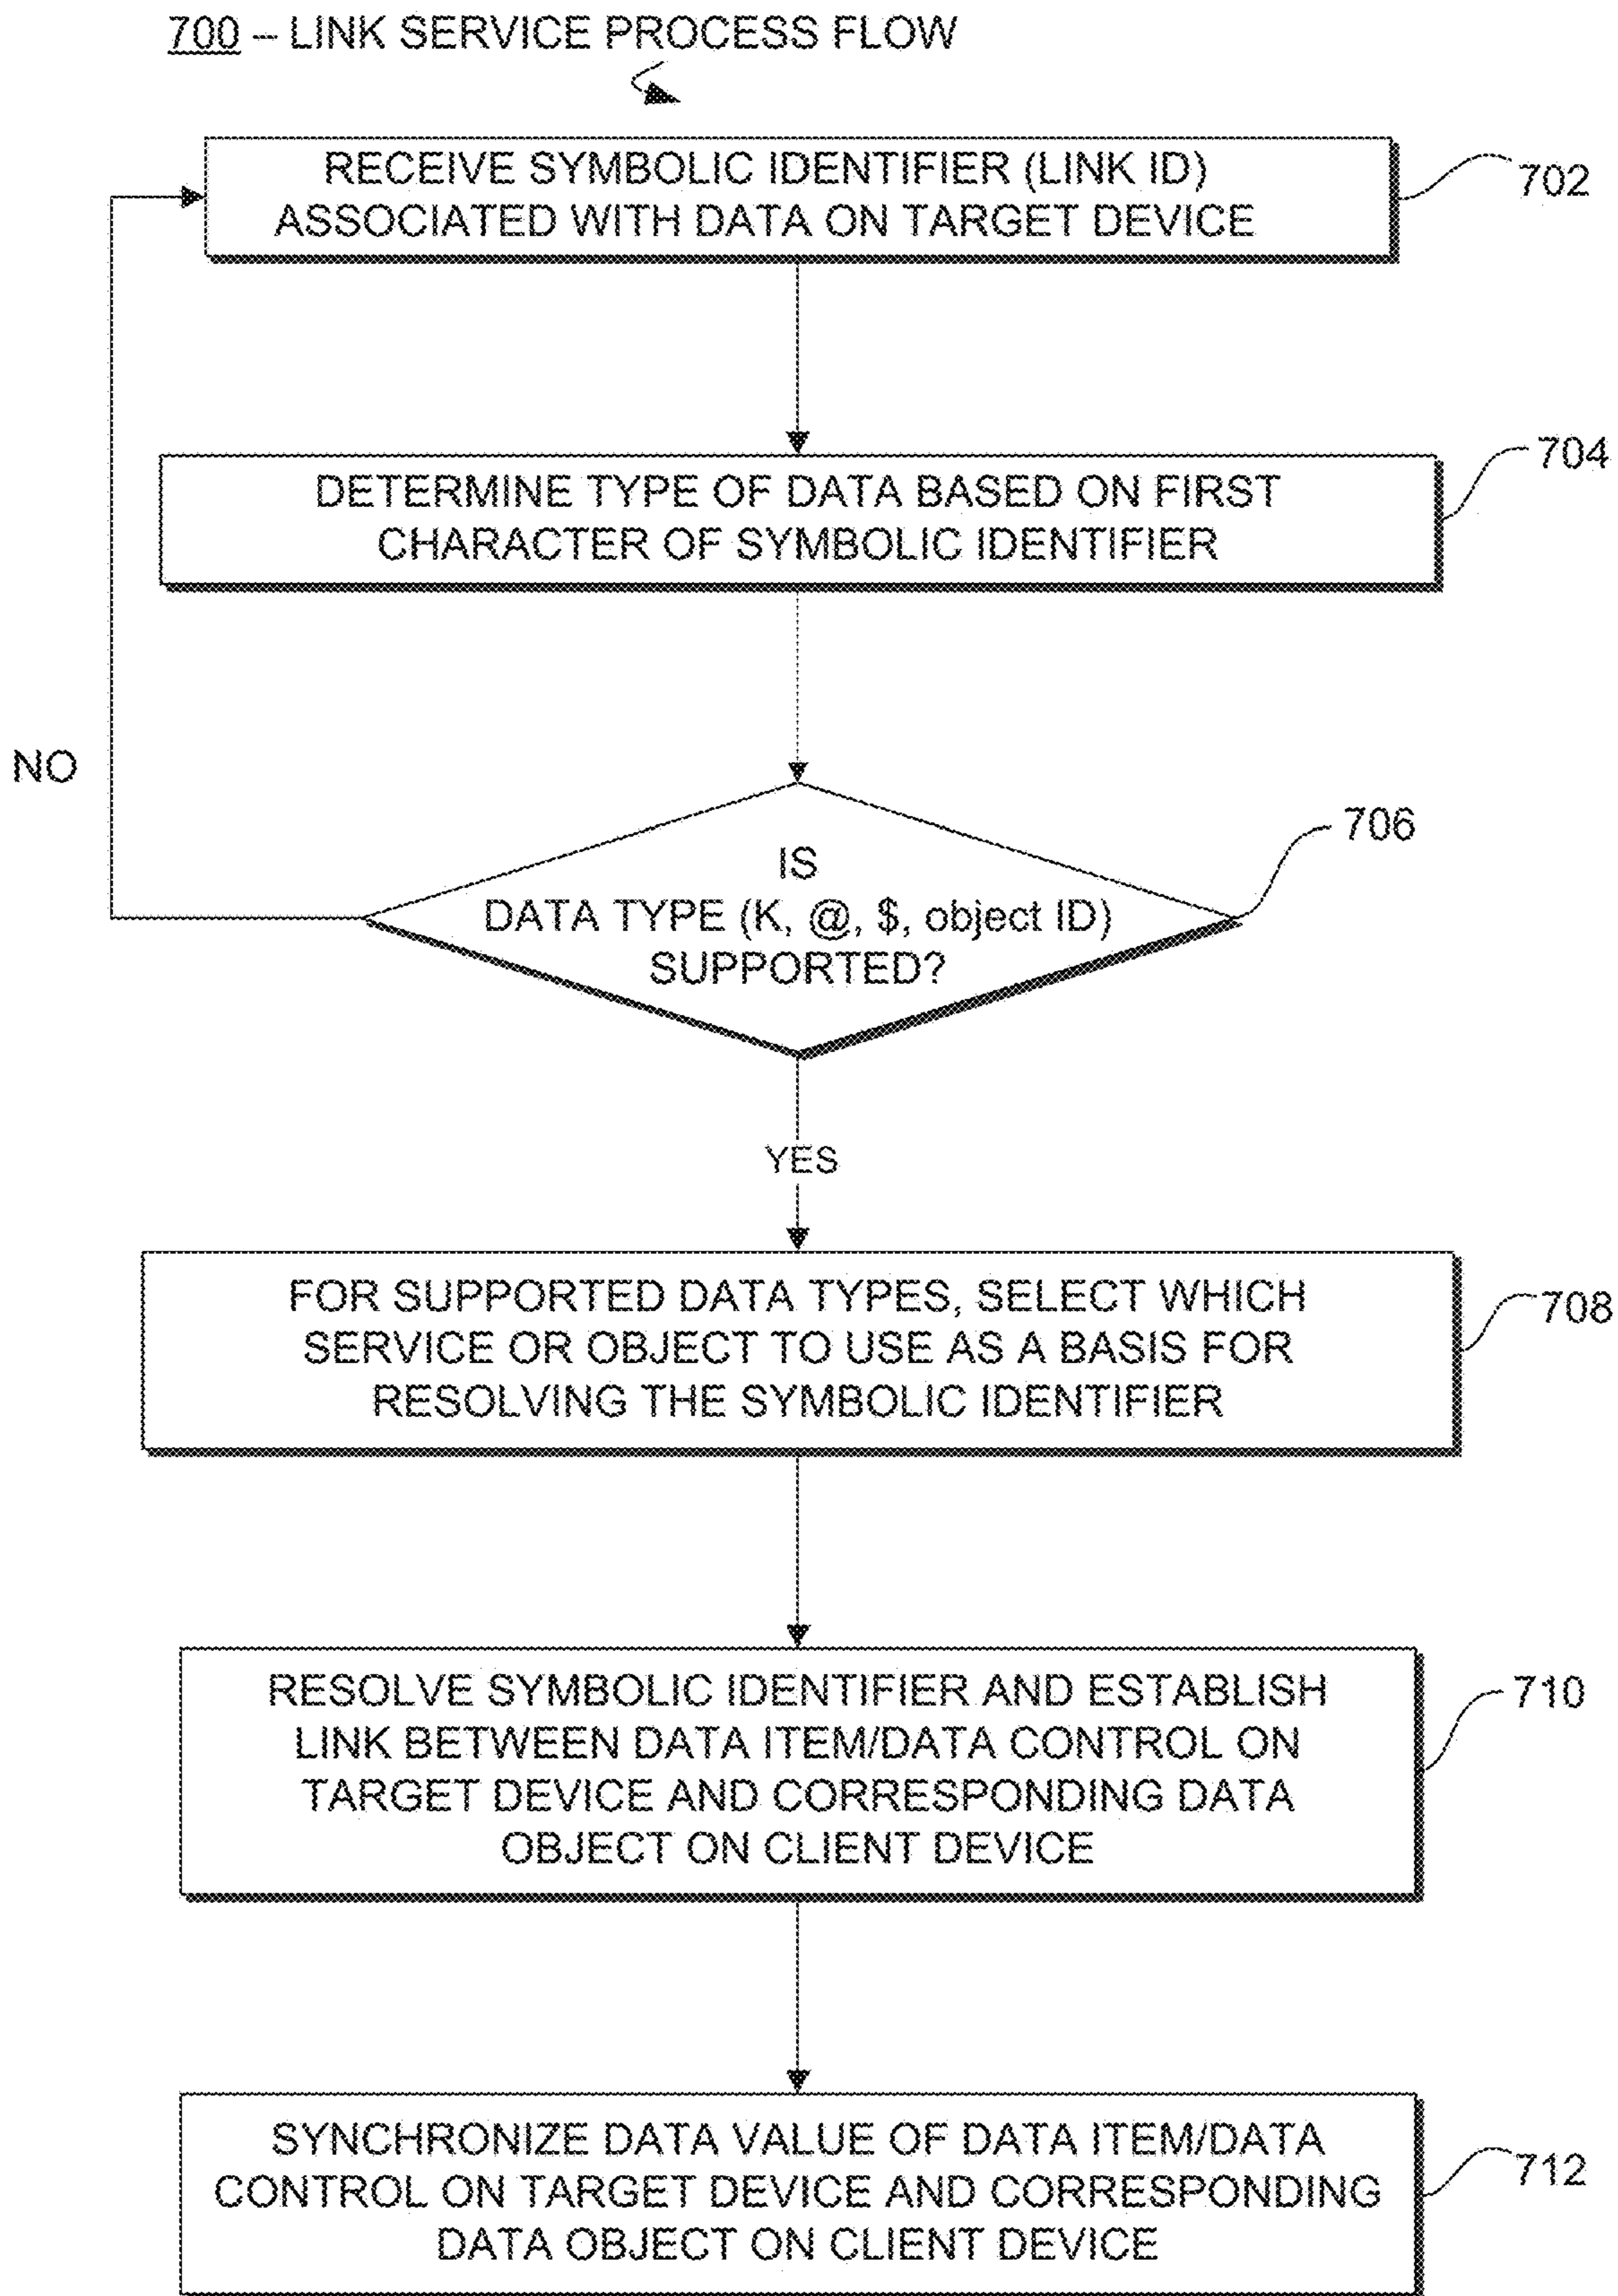 700 – LINK SERVICE PROCESS FLOW
RECEIVE SYMBOLIC IDENTIFIER (LINK ID)
ASSOCIATED WITH DATA ON TARGET DEVICE
702
DETERMINE TYPE OF DATA BASED ON FIRST
CHARACTER OF SYMBOLIC IDENTIFIER
704
NO
IS
DATA TYPE (K, @, $, object ID)
SUPPORTED?
706
YES
FOR SUPPORTED DATA TYPES, SELECT WHICH
SERVICE OR OBJECT TO USE AS A BASIS FOR
RESOLVING THE SYMBOLIC IDENTIFIER
708
RESOLVE SYMBOLIC IDENTIFIER AND ESTABLISH
LINK BETWEEN DATA ITEM/DATA CONTROL ON
TARGET DEVICE AND CORRESPONDING DATA
OBJECT ON CLIENT DEVICE
710
SYNCHRONIZE DATA VALUE OF DATA ITEM/DATA
CONTROL ON TARGET DEVICE AND CORRESPONDING
DATA OBJECT ON CLIENT DEVICE
712